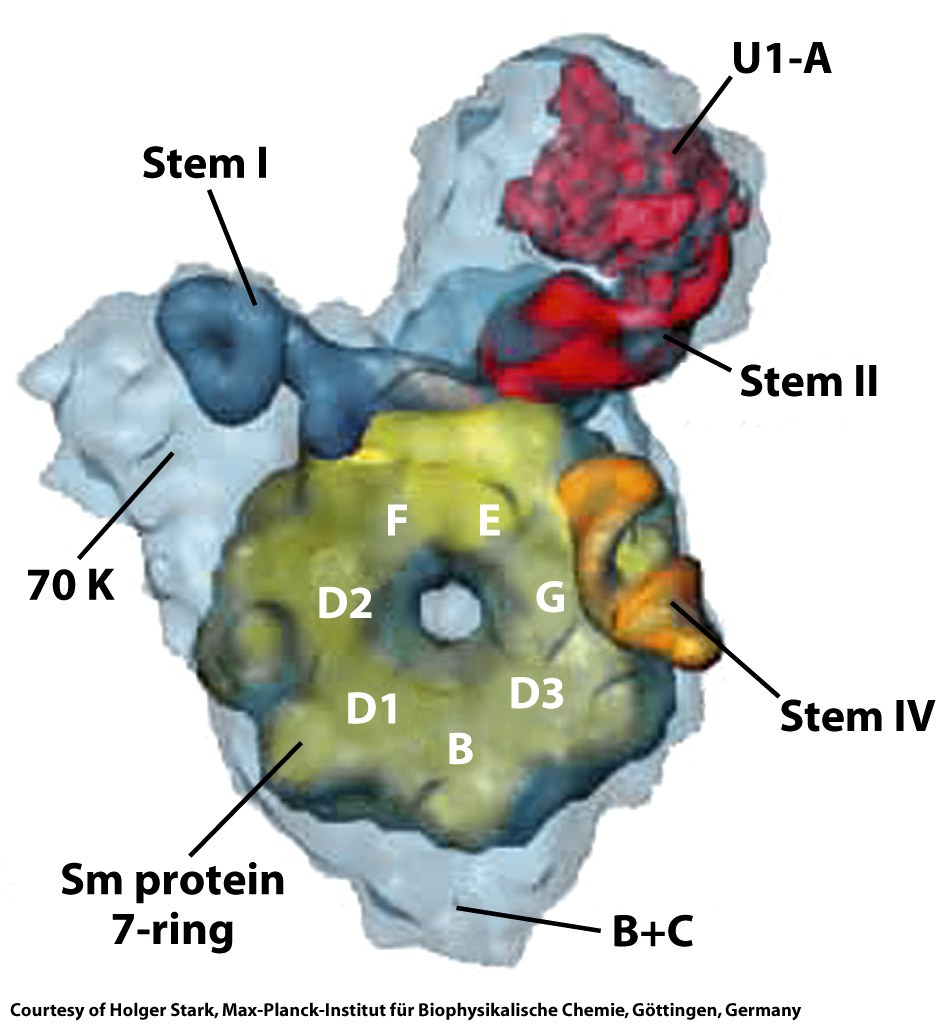 U1-A
Stem I
Stem II
70 K
F
E
D2
G
D1
D3
B
Stem IV
Sm protein
7-ring
B+C
Courtesy of Holger Stark, Max-Planck-Institut für Biophysikalische Chemie, Göttingen, Germany